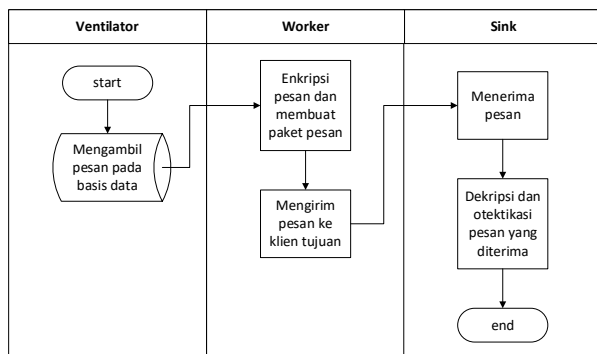 Ventilator
Worker
Sink
start
Mengambil
pesan pada
basis data
Enkripsi
pesan dan
membuat
paket pesan
Mengirim
pesan ke
klien tujuan
Menerima
pesan
Dekripsi dan
otektikasi
pesan yang
diterima
end